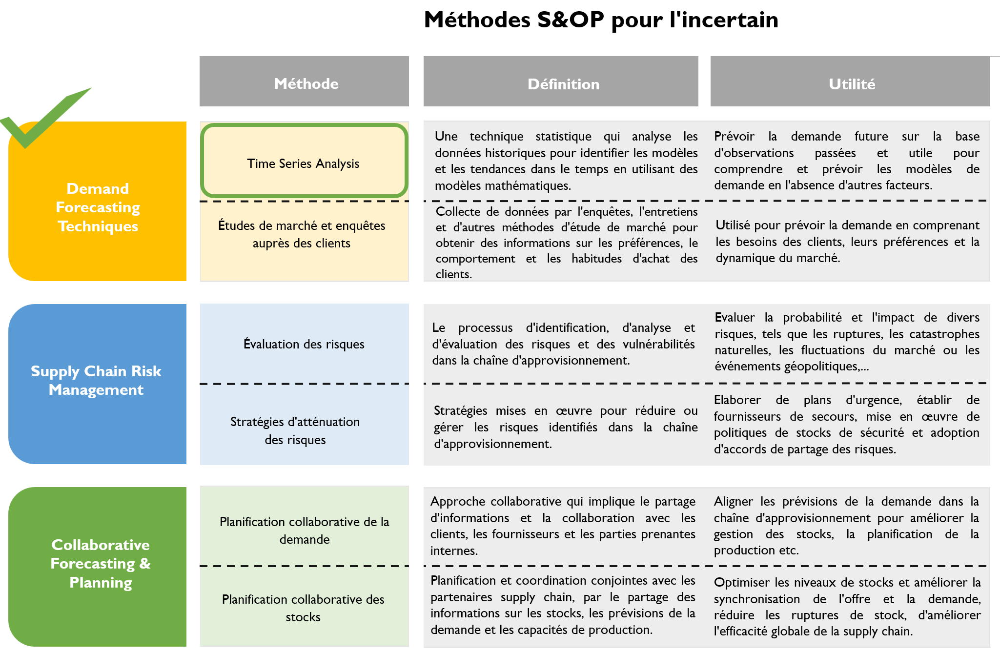 Méthodes S&OP pour l'incertain
Méthode
Définition
Utilité
Demand
Forecasting
Techniques
Time Series Analysis
Une technique statistique qui analyse les
données historiques pour identifier les modèles
et les tendances dans le temps en utilisant des
modèles mathématiques.
Prévoir la demande future sur la base
d'observations passées et utile pour
comprendre et prévoir les modèles de
demande en l'absence d'autres facteurs.
Études de marché et enquêtes
auprès des clients
Collecte de données par l'enquêtes, l'entretiens
et d'autres méthodes d'étude de marché pour
obtenir des informations sur les préférences, le
comportement et les habitudes d'achat des
clients.
Utilisé pour prévoir la demande en comprenant
les besoins des clients, leurs préférences et la
dynamique du marché.
Supply Chain Risk
Management
Évaluation des risques
Le processus d'identification, d'analyse et
d'évaluation des risques et des vulnérabilités
dans la chaîne d'approvisionnement.
Evaluer la probabilité et l'impact de divers
risques, tels que les ruptures, les catastrophes
naturelles, les fluctuations du marché ou les
événements géopolitiques,...
Stratégies d'atténuation
des risques
Stratégies mises en œuvre pour réduire ou
gérer les risques identifiés dans la chaîne
d'approvisionnement.
Elaborer de plans d'urgence, établir de
fournisseurs de secours, mise en œuvre de
politiques de stocks de sécurité et adoption
d'accords de partage des risques.
Collaborative
Forecasting &
Planning
Planification collaborative de la
demande
Approche collaborative qui implique le partage
d'informations et la collaboration avec les
clients, les fournisseurs et les parties prenantes
internes.
Aligner les prévisions de la demande dans la
chaîne d'approvisionnement pour améliorer la
gestion des stocks, la planification de la
production etc.
Planification collaborative des
stocks
Planification et coordination conjointes avec les
partenaires supply chain, par le partage des
informations sur les stocks, les prévisions de la
demande et les capacités de production.
Optimiser les niveaux de stocks et améliorer la
synchronisation de l'offre et la demande,
réduire les ruptures de stock, d'améliorer
l'efficacité globale de la supply chain.